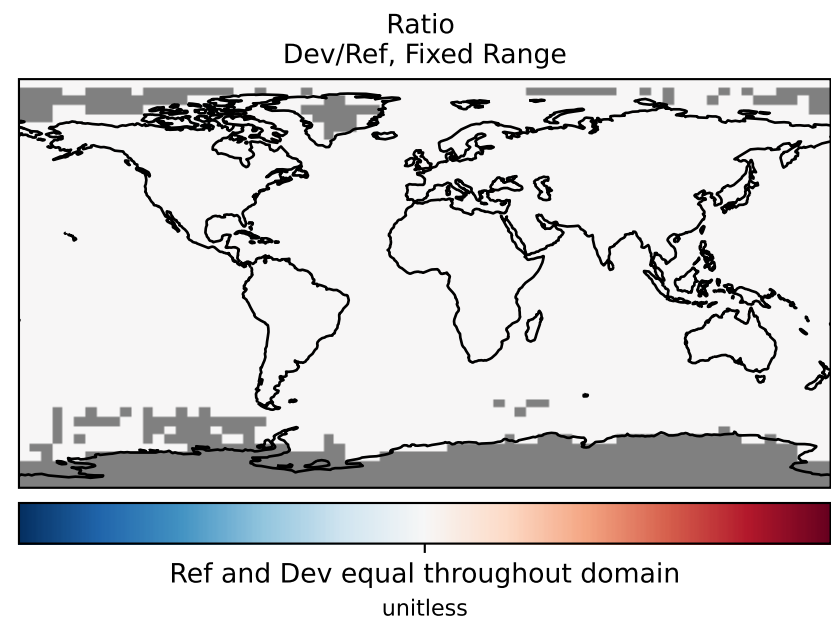 Ratio
Dev/Ref, Fixed Range
Ref and Dev equal throughout domain
unitless